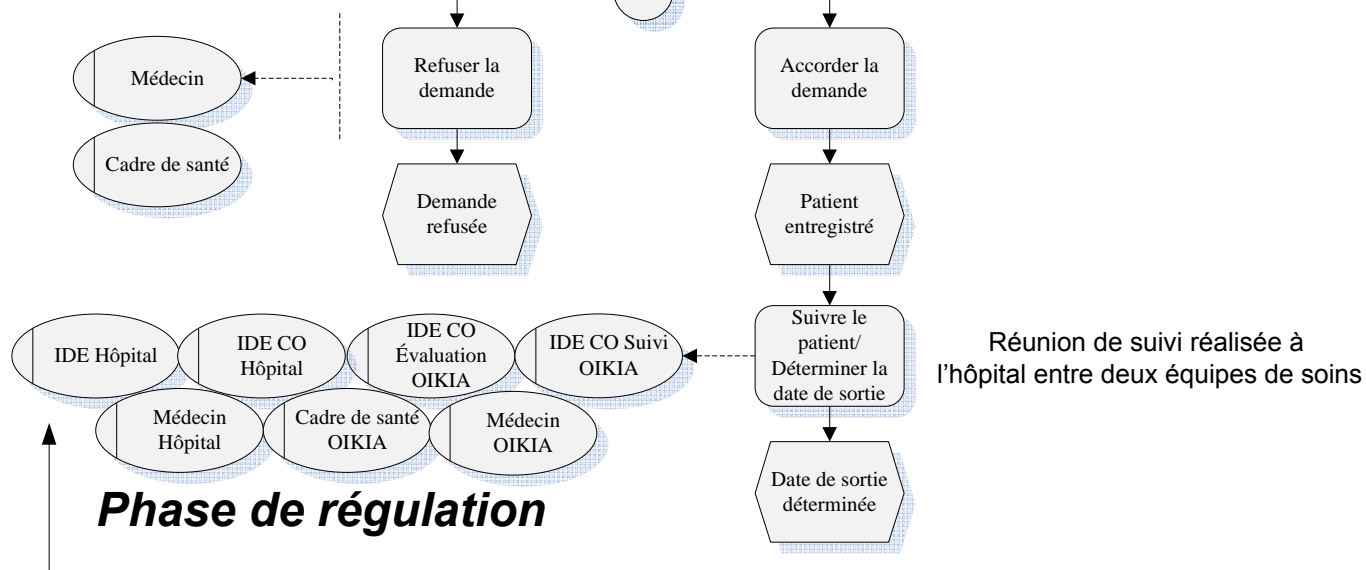 Médecin
Cadre de santé
Refuser la
demande
Accorder la
demande
Demande
refusée
Patient
entregistré
IDE Hôpital
IDE CO
Hôpital
IDE CO
Évaluation
OIKIA
IDE CO Suivi
OIKIA
Suivre le
patient/
Déterminer la
date de sortie
Réunion de suivi réalisée à
l'hôpital entre deux équipes de soins
Médecin
Hôpital
Cadre de santé
OIKIA
Médecin
OIKIA
Phase de régulation
Date de sortie
déterminée